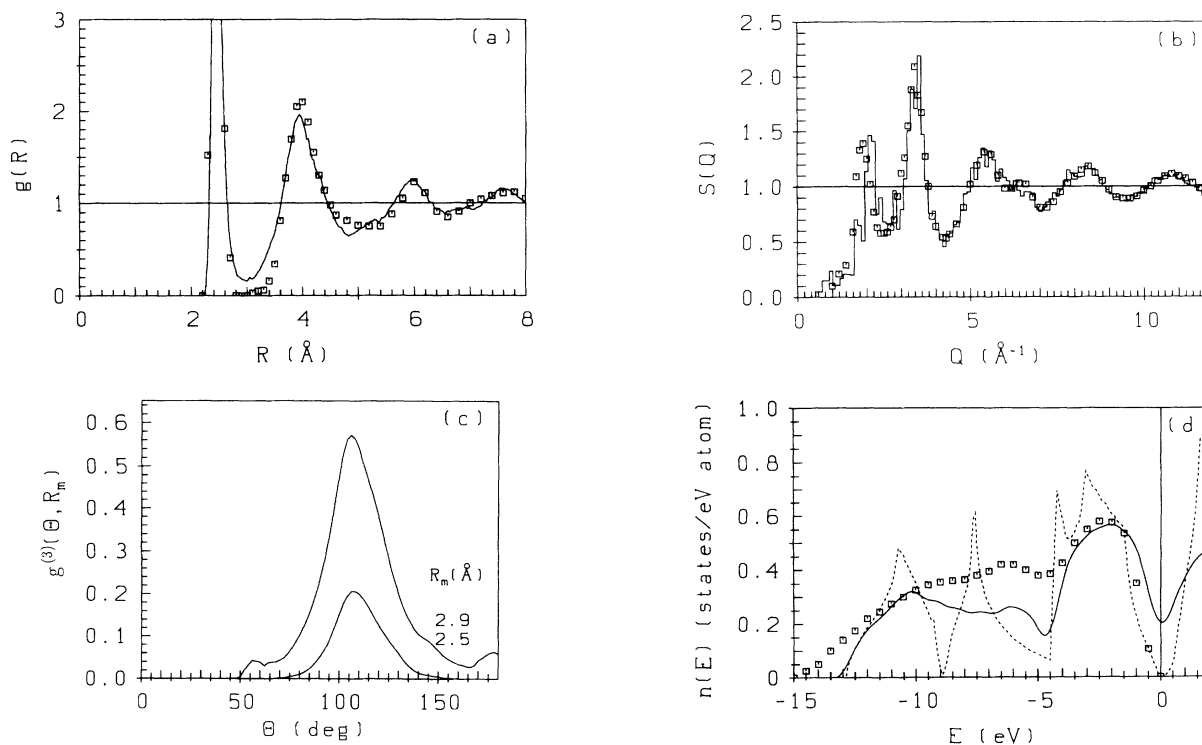 (a)
3
2
1
0
g(R)
0 2 4 6 8
R (Å)
(b)
2.5
2.0
1.5
1.0
0.5
0.0
S(Q)
0 5 10
Q (Å⁻¹)
(c)
0.6
0.5
0.4
0.3
0.2
0.1
0.0
g⁽³⁾(Θ,Rₘ)
Rₘ(Å)
2.9
2.5
0 50 100 150
Θ (deg)
(d
1.0
0.8
0.6
0.4
0.2
0.0
n(E) (states/eV atom)
-15 -10 -5 0
E (eV)